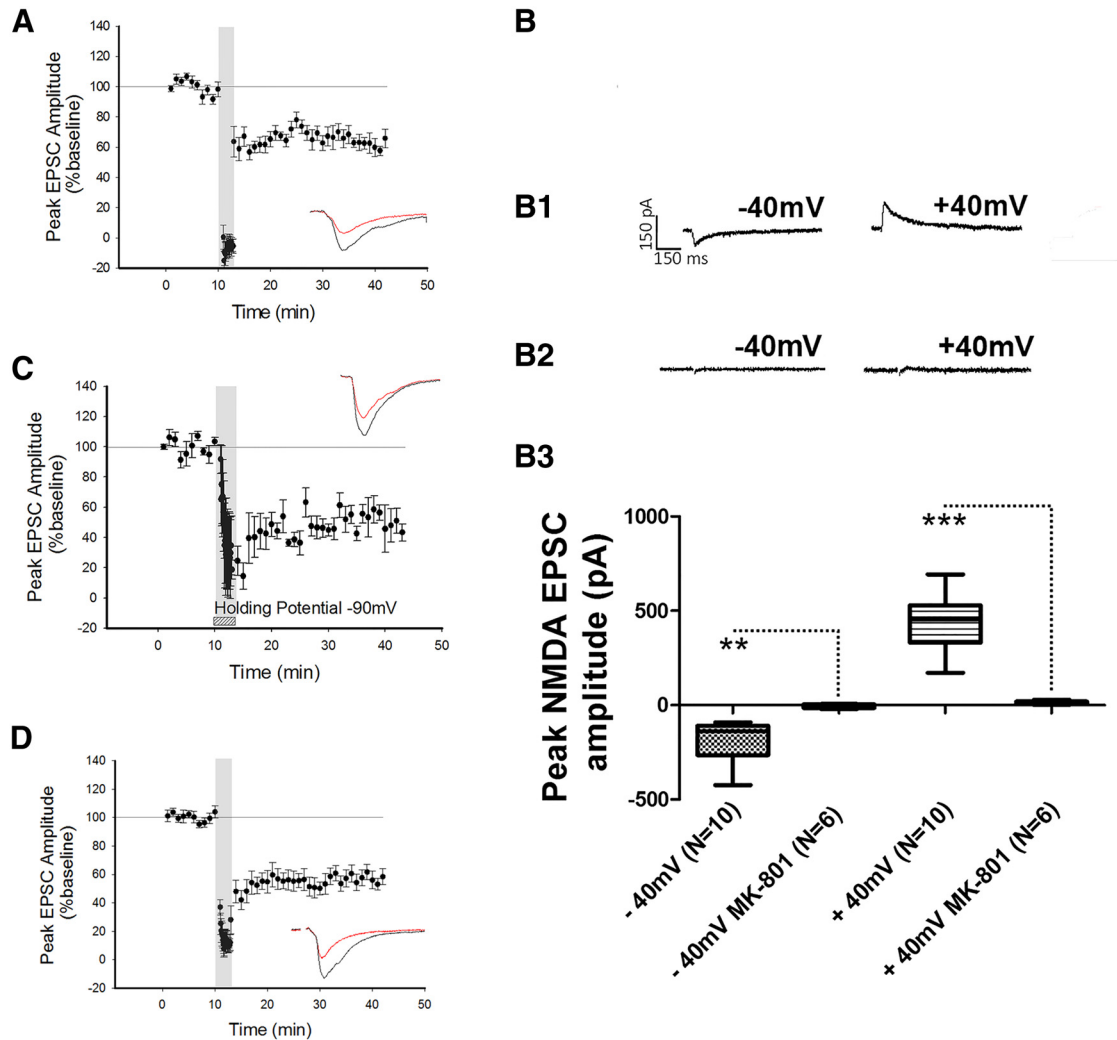 A
Peak EPSC Amplitude
(%baseline)
140
120
100
80
60
40
20
0
-20
0
10
20
30
40
50
Time (min)
B
B1
-40mV
+40mV
150 pA
150 ms
B2
-40mV
+40mV
B3
Peak NMDA EPSC
amplitude (pA)
1000
500
0
-500
**
***
- 40mV (N=10)
- 40mV MK-801 (N=6)
+ 40mV (N=10)
+ 40mV MK-801 (N=6)
C
Peak EPSC Amplitude
(%baseline)
140
120
100
80
60
40
20
0
-20
Holding Potential -90mV
0
10
20
30
40
50
Time (min)
D
Peak EPSC Amplitude
(%baseline)
140
120
100
80
60
40
20
0
-20
0
10
20
30
40
50
Time (min)